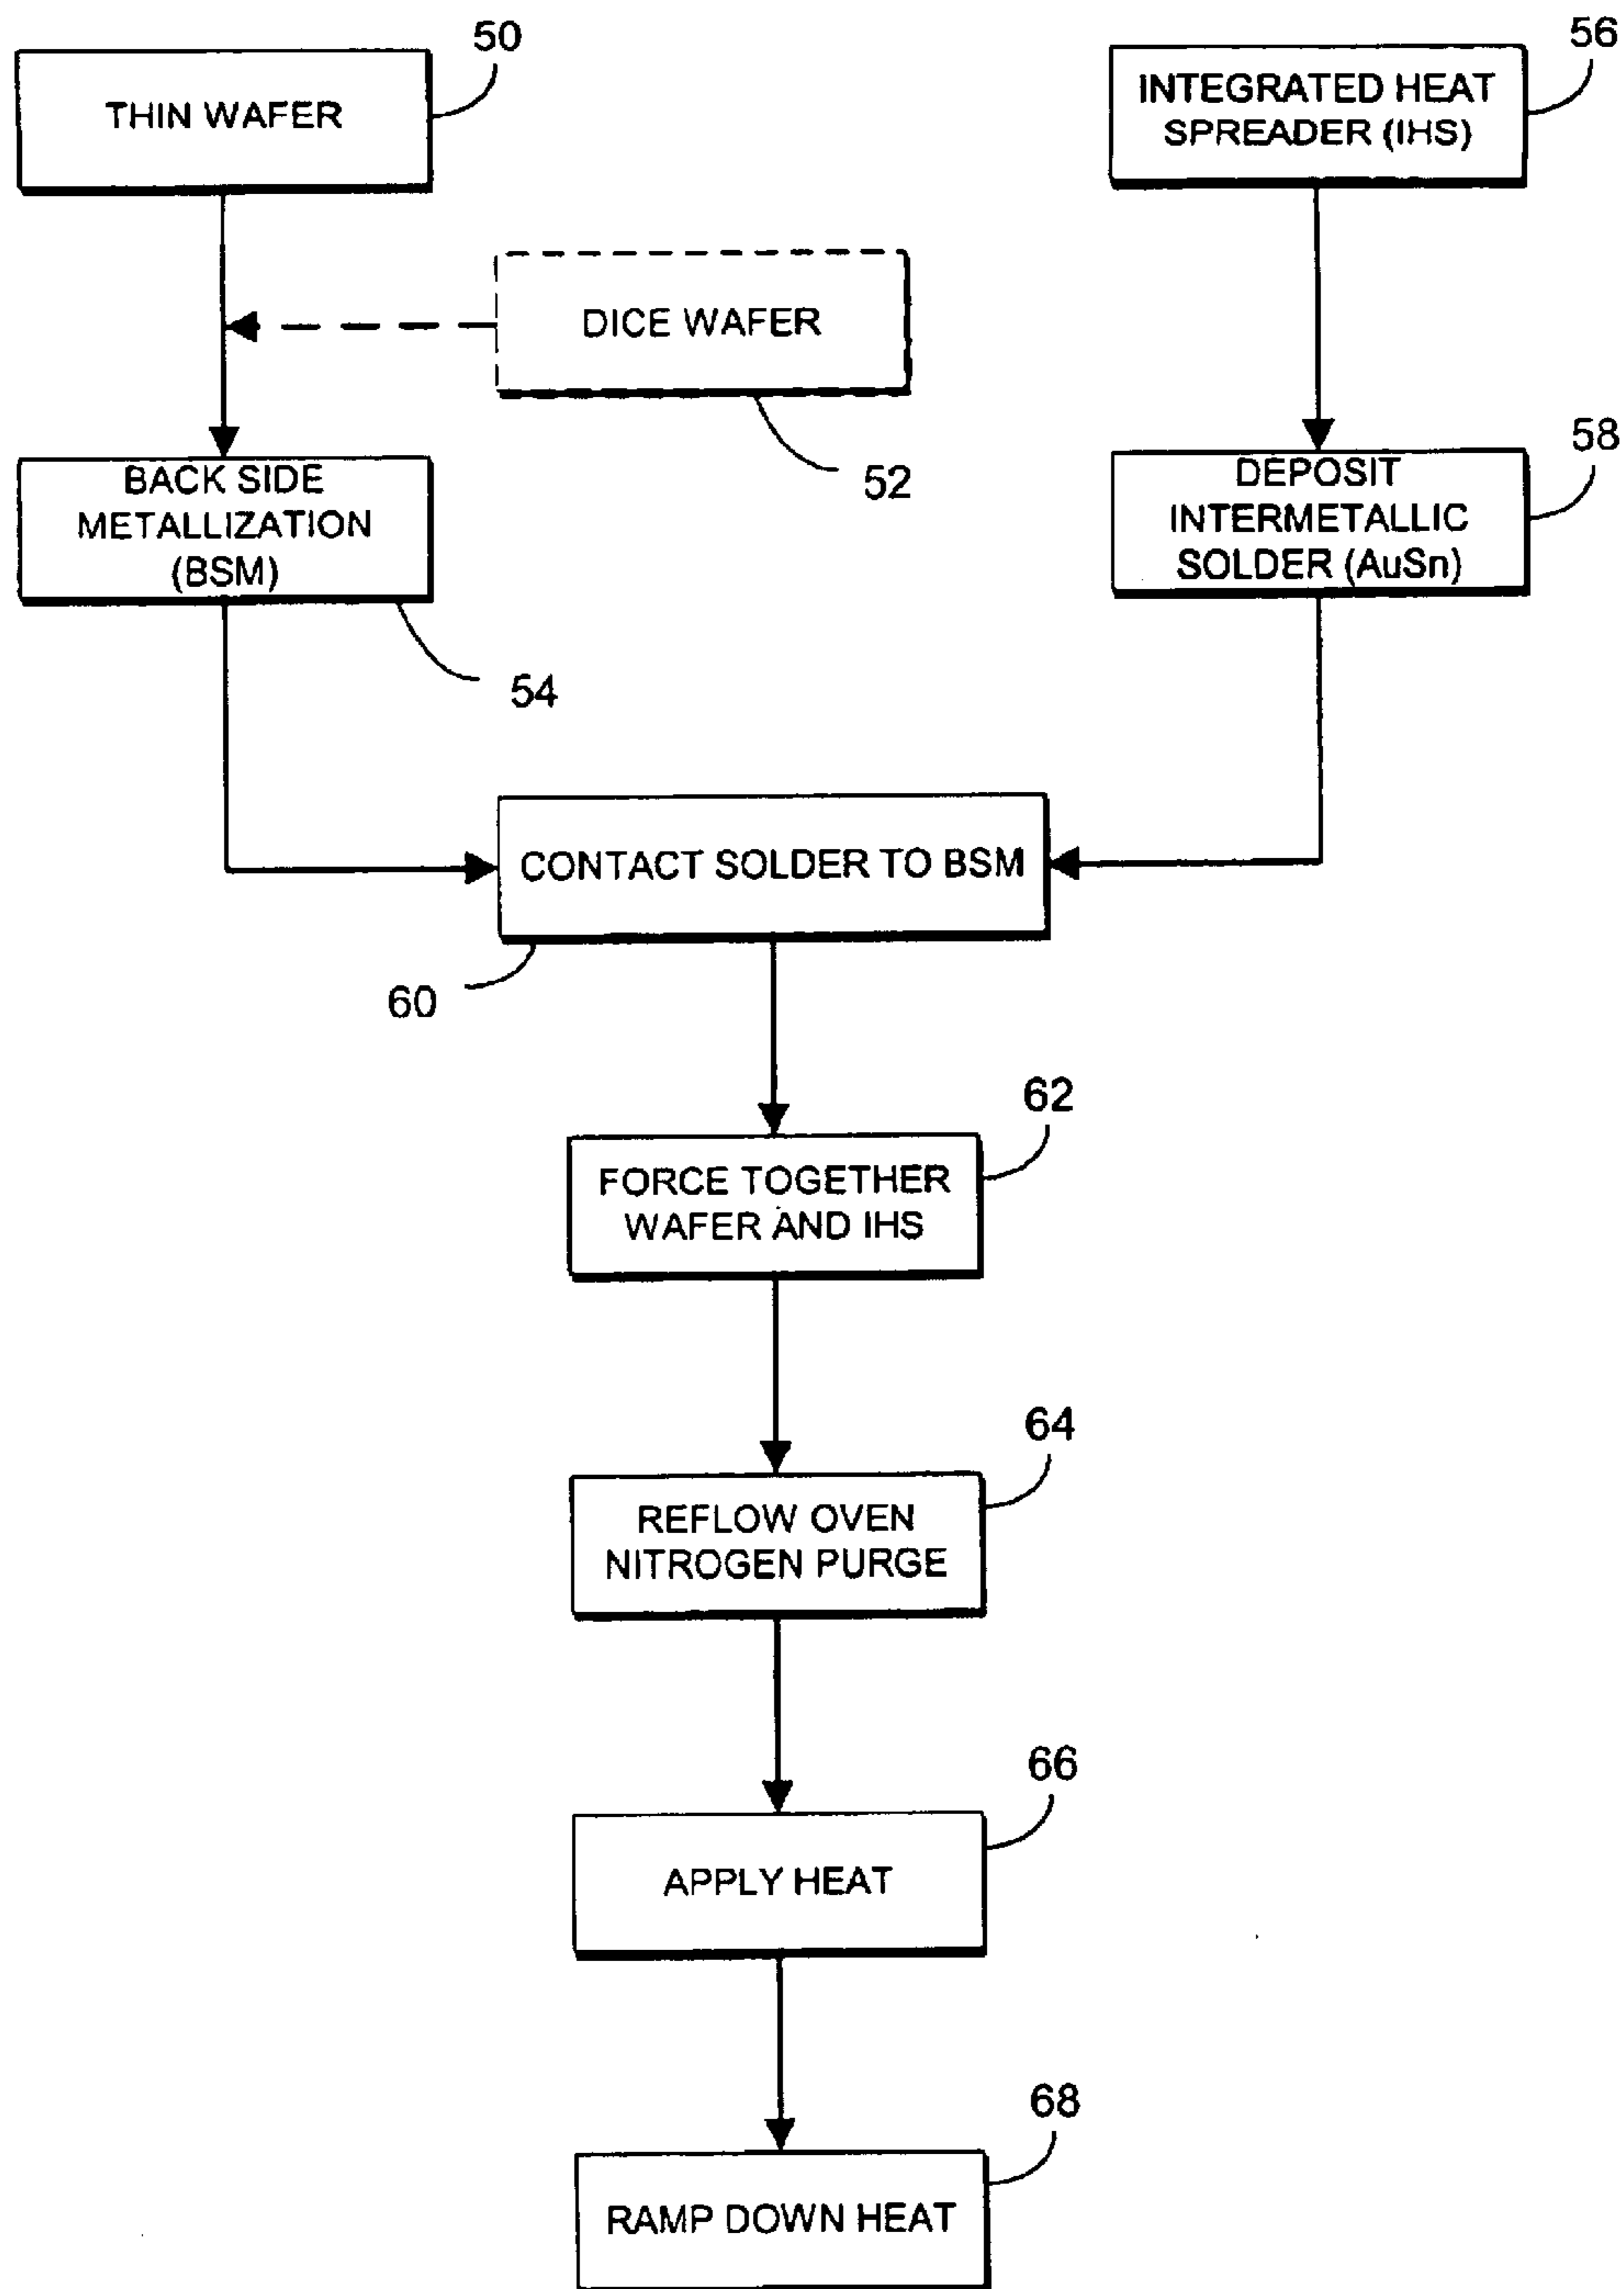 50
THIN WAFER
56
INTEGRATED HEAT
SPREADER (IHS)
DICE WAFER
52
BACK SIDE
METALLIZATION
(BSM)
54
58
DEPOSIT
INTERMETALLIC
SOLDER (AuSn)
CONTACT SOLDER TO BSM
60
62
FORCE TOGETHER
WAFER AND IHS
64
REFLOW OVEN
NITROGEN PURGE
66
APPLY HEAT
68
RAMP DOWN HEAT